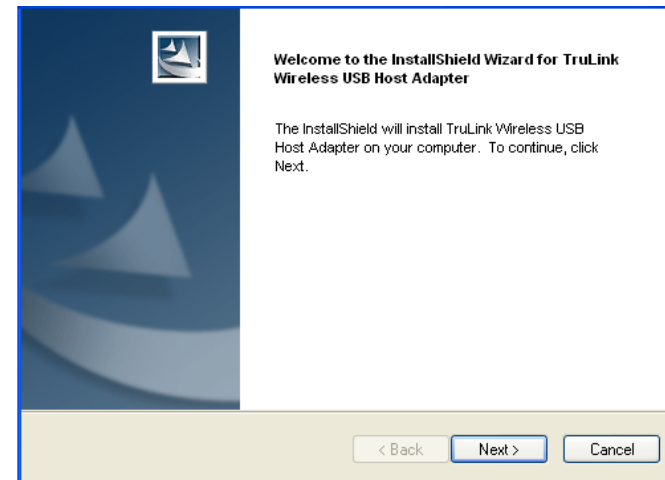 Welcome to the InstallShield Wizard for TruLink
Wireless USB Host Adapter
The InstallShield will install TruLink Wireless USB
Host Adapter on your computer.  To continue, click
Next.
< Back
Next >
Cancel